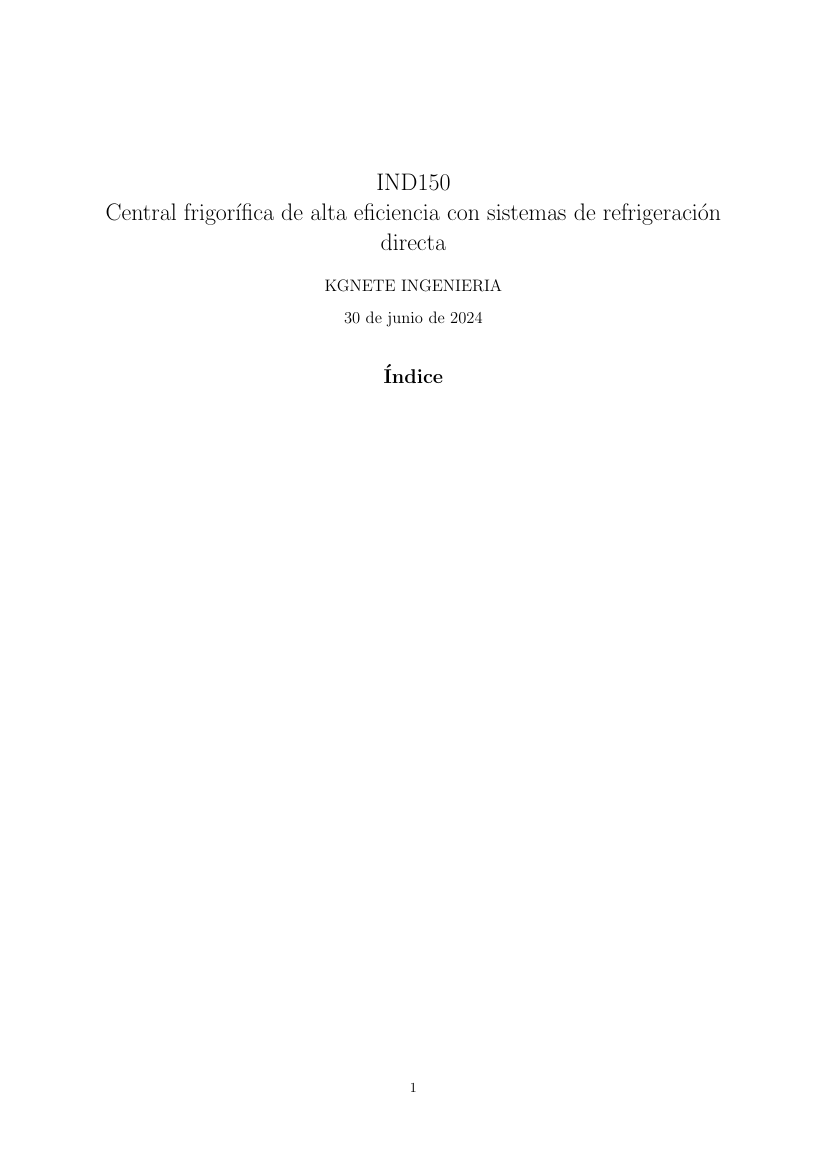 IND150
Central frigorífica de alta eficiencia con sistemas de refrigeración
directa
KGNETE INGENIERIA
30 de junio de 2024
Índice
1